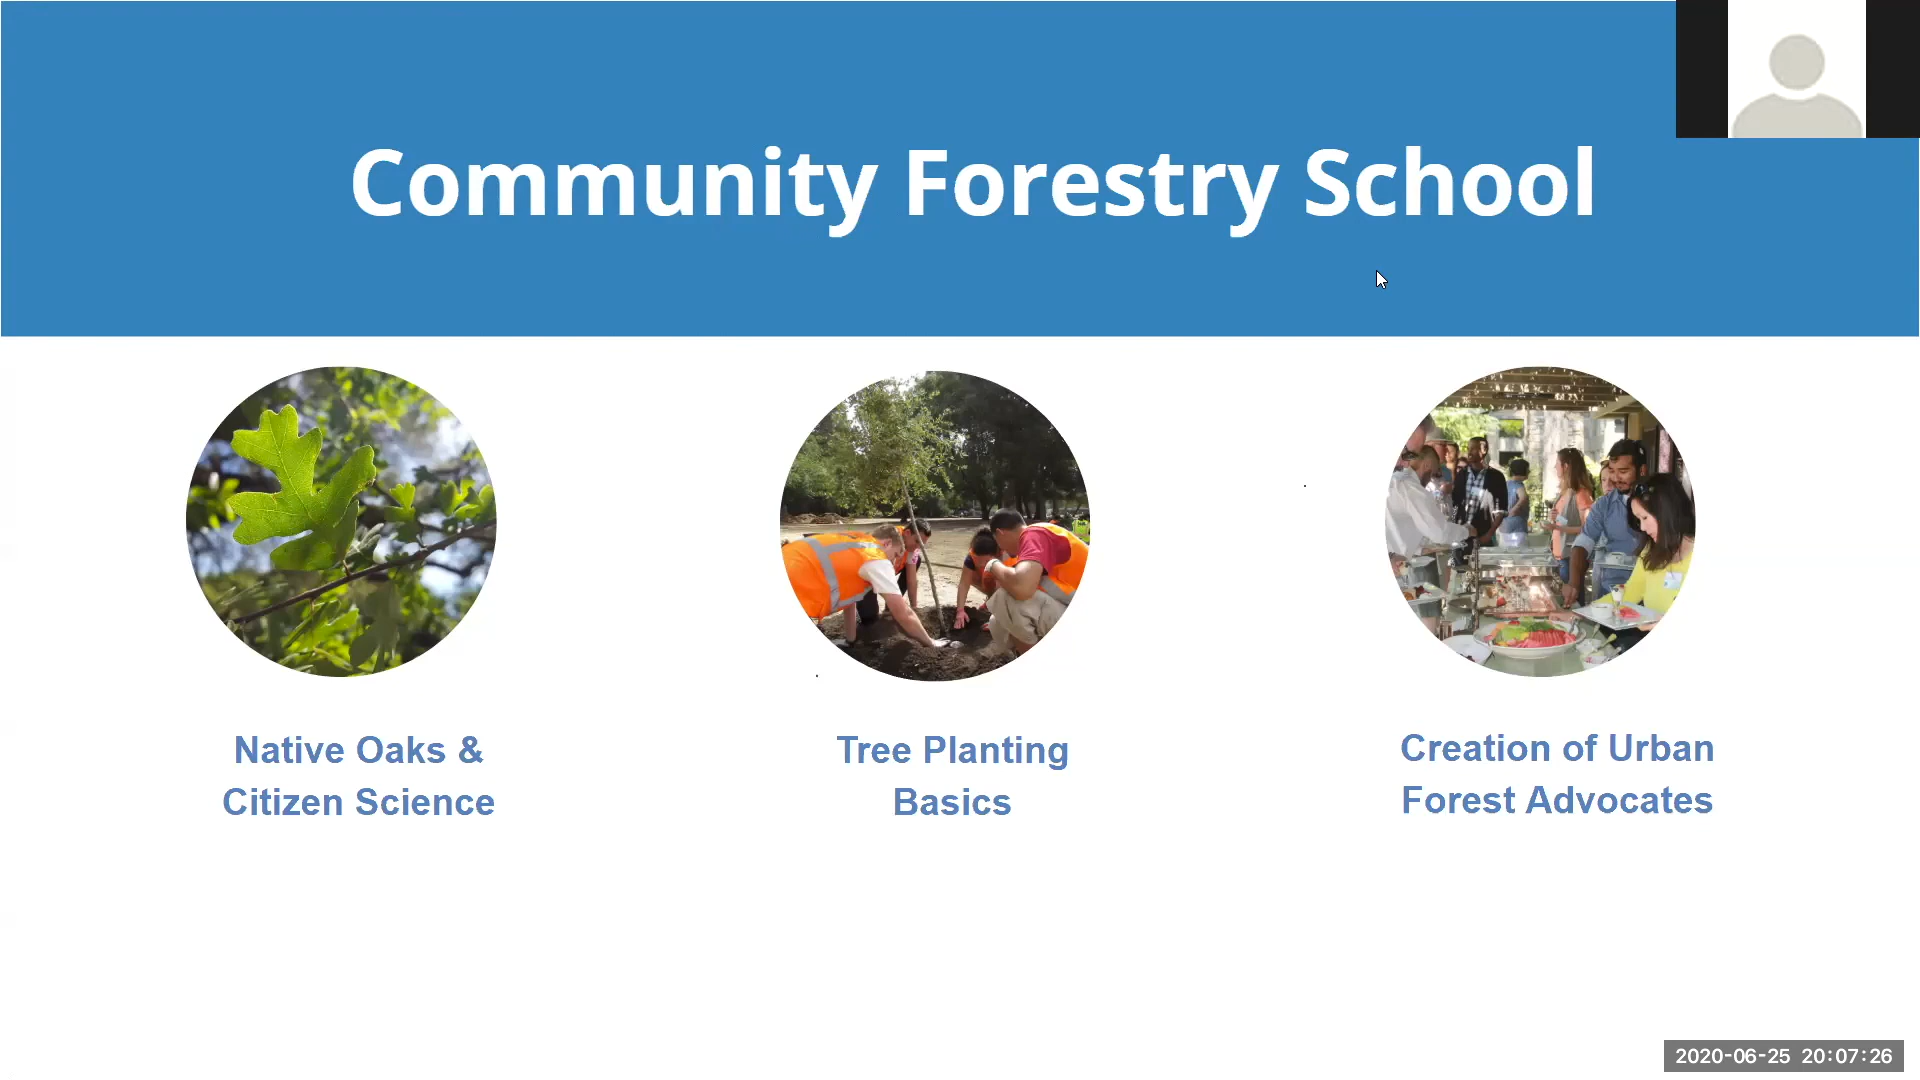 Community Forestry School
Native Oaks &
Citizen Science
Tree Planting
Basics
Creation of Urban
Forest Advocates
2020-06-25 20:07:26